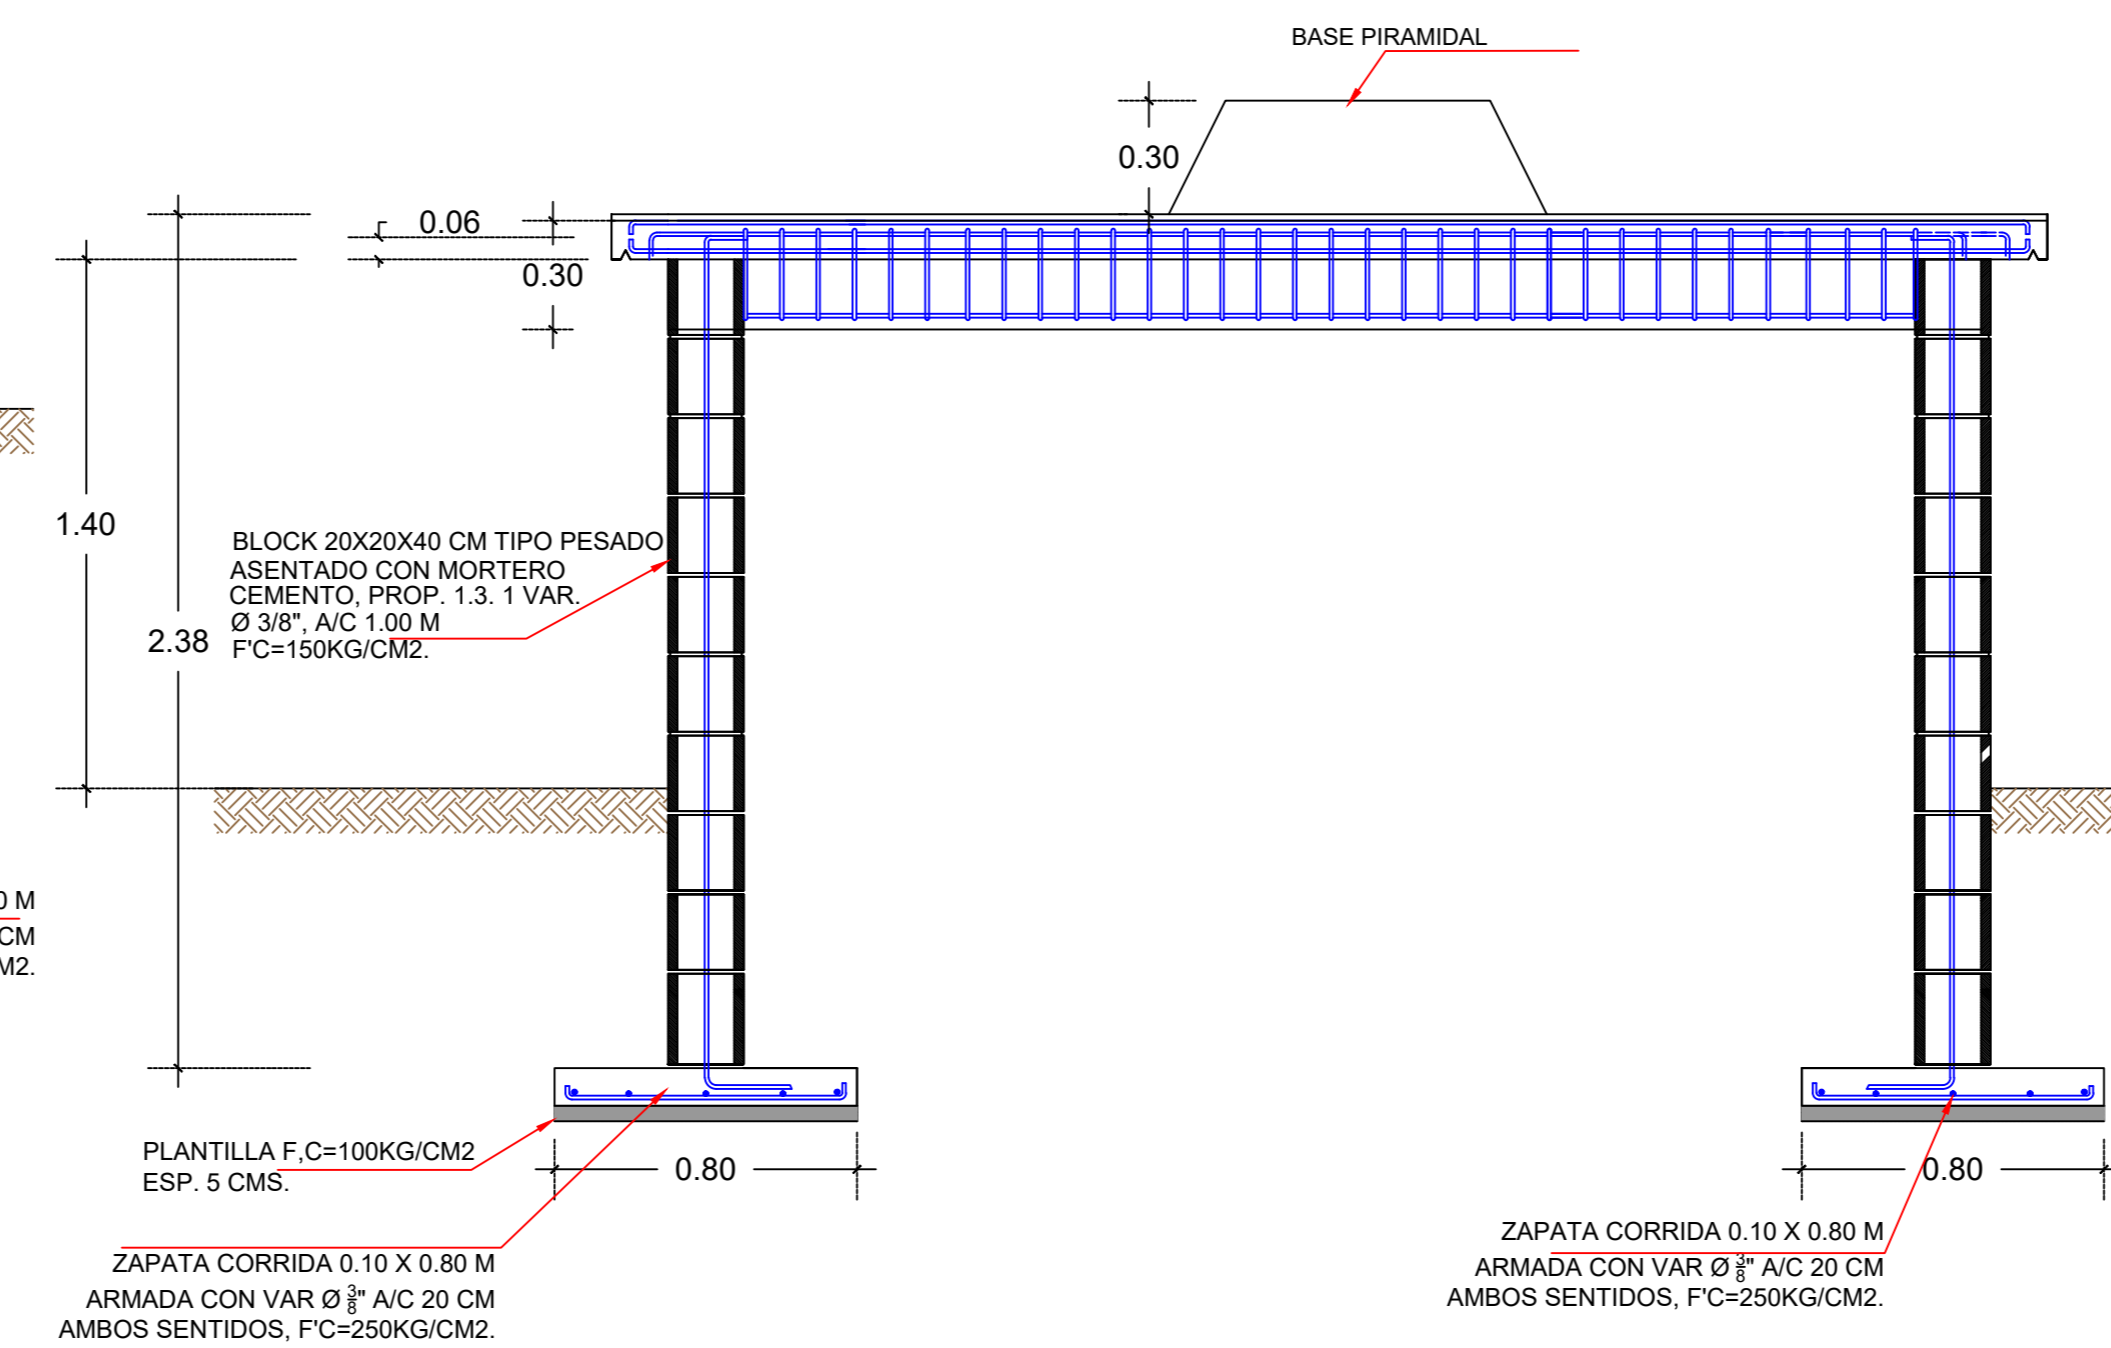 BASE PIRAMIDAL
0.30
0.06
0.30
1.40
2.38
BLOCK 20X20X40 CM TIPO PESADO
ASENTADO CON MORTERO
CEMENTO, PROP. 1.3. 1 VAR.
Ø 3/8", A/C 1.00 M
F'C=150KG/CM2.
0 M
CM
M2.
PLANTILLA F,C=100KG/CM2
ESP. 5 CMS.
0.80
0.80
ZAPATA CORRIDA 0.10 X 0.80 M
ARMADA CON VAR Ø 3/8" A/C 20 CM
AMBOS SENTIDOS, F'C=250KG/CM2.
ZAPATA CORRIDA 0.10 X 0.80 M
ARMADA CON VAR Ø 3/8" A/C 20 CM
AMBOS SENTIDOS, F'C=250KG/CM2.